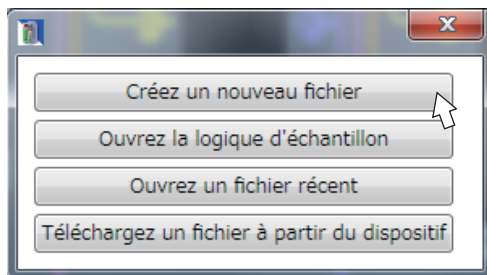 Créez un nouveau fichier
Ouvrez la logique d'échantillon
Ouvrez un fichier récent
Téléchargez un fichier à partir du dispositif